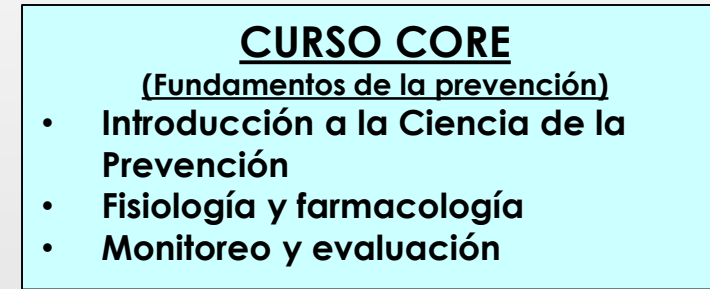 CURSO CORE
(Fundamentos de la prevención)
• Introducción a la Ciencia de la
Prevención
• Fisiología y farmacología
• Monitoreo y evaluación